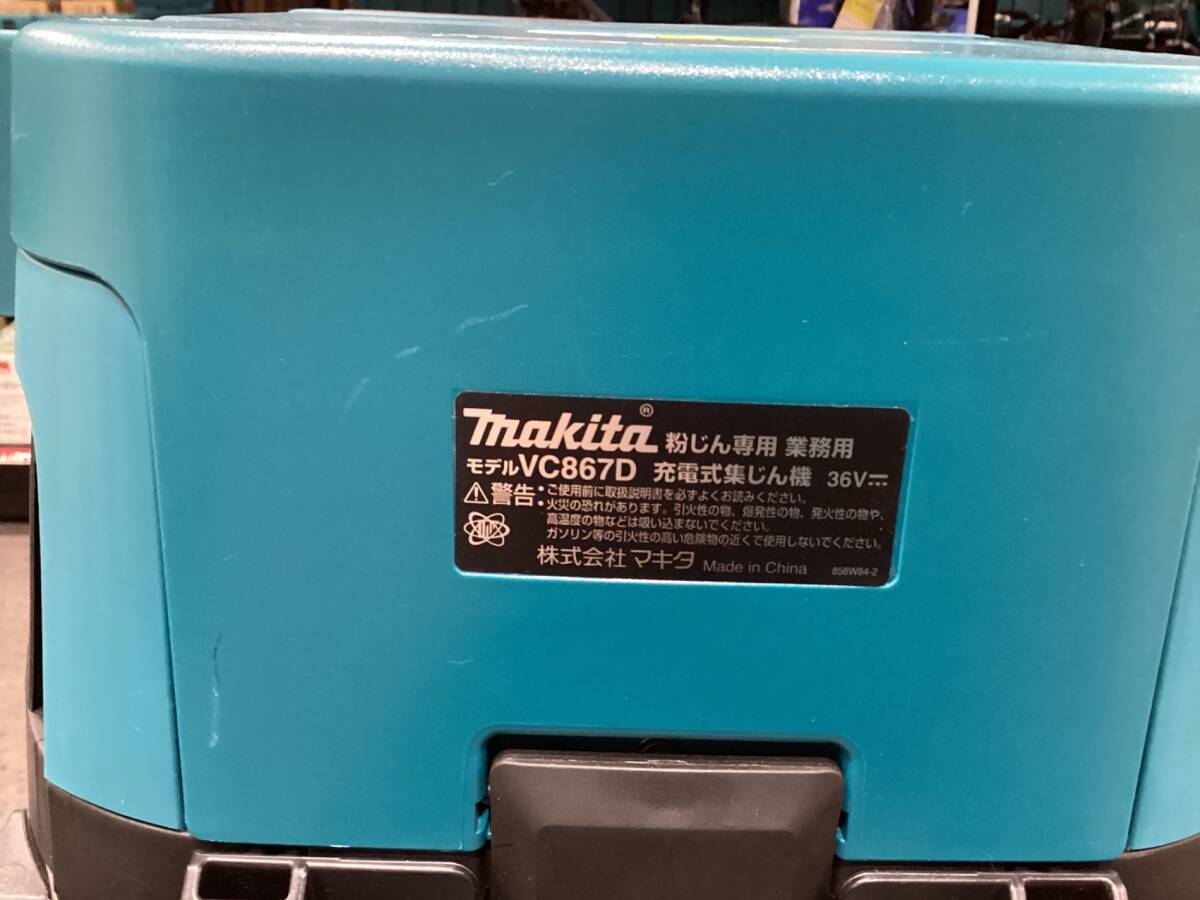 makita® 粉じん専用 業務用
モデルVC867D 充電式集じん機 36V
⚠警告: ご使用前に取扱説明書を必ずよくお読みください。
火災の恐れがあります。引火性の物、爆発性の物、発火性の物や、
高温度の物などは吸い込まないでください。
ガソリン等の引火性の高い危険物の近くで使用しないでください。
株式会社 マキタ Made in China 856W84-2